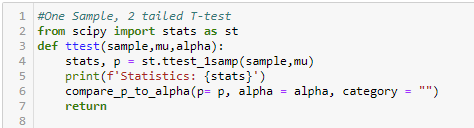 1 #One Sample, 2 tailed T-test
2 from scipy import stats as st
3 def ttest(sample,mu,alpha):
4     stats, p = st.ttest_1samp(sample,mu)
5     print(f'Statistics: {stats}')
6     compare_p_to_alpha(p= p, alpha = alpha, category = "")
7     return
8